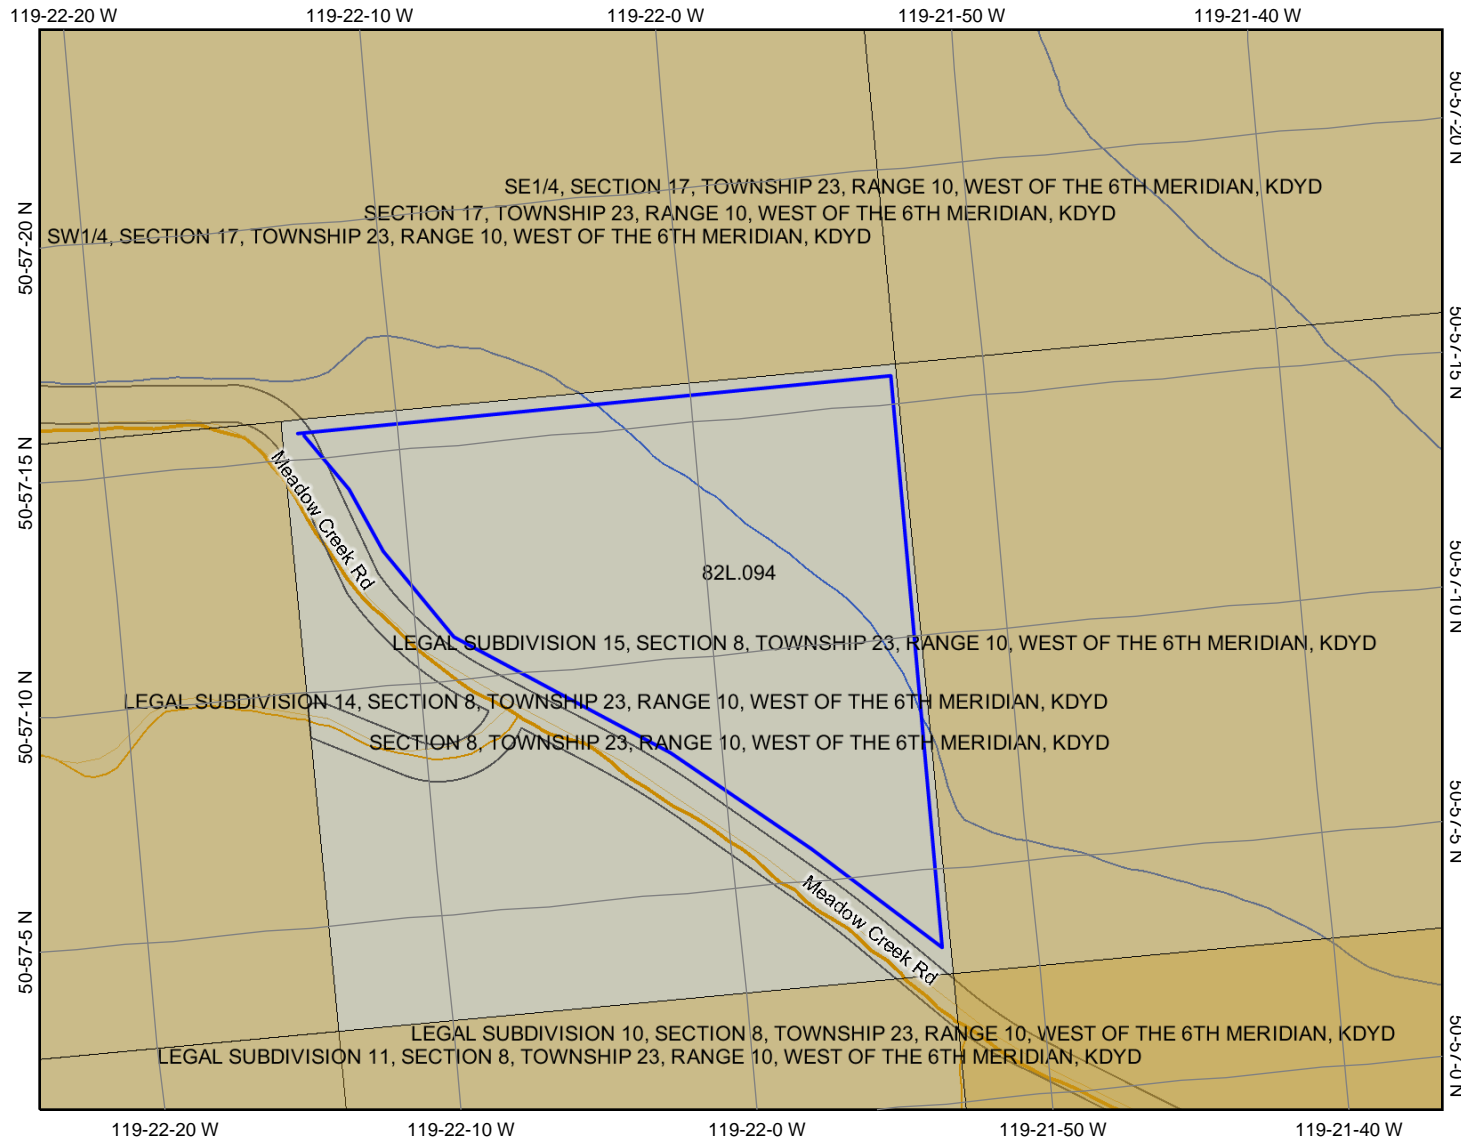 119-22-20 W 119-22-10 W 119-22-0 W 119-21-50 W 119-21-40 W
50-57-20 N
50-57-15 N
50-57-10 N
50-57-5 N
50-57-20 N
50-57-15 N
50-57-10 N
50-57-5 N
50-57-0 N
SE1/4, SECTION 17, TOWNSHIP 23, RANGE 10, WEST OF THE 6TH MERIDIAN, KDYD
SECTION 17, TOWNSHIP 23, RANGE 10, WEST OF THE 6TH MERIDIAN, KDYD
SW1/4, SECTION 17, TOWNSHIP 23, RANGE 10, WEST OF THE 6TH MERIDIAN, KDYD
Meadow Creek Rd
82L.094
LEGAL SUBDIVISION 15, SECTION 8, TOWNSHIP 23, RANGE 10, WEST OF THE 6TH MERIDIAN, KDYD
LEGAL SUBDIVISION 14, SECTION 8, TOWNSHIP 23, RANGE 10, WEST OF THE 6TH MERIDIAN, KDYD
SECTION 8, TOWNSHIP 23, RANGE 10, WEST OF THE 6TH MERIDIAN, KDYD
Meadow Creek Rd
LEGAL SUBDIVISION 10, SECTION 8, TOWNSHIP 23, RANGE 10, WEST OF THE 6TH MERIDIAN, KDYD
LEGAL SUBDIVISION 11, SECTION 8, TOWNSHIP 23, RANGE 10, WEST OF THE 6TH MERIDIAN, KDYD
119-22-20 W 119-22-10 W 119-22-0 W 119-21-50 W 119-21-40 W